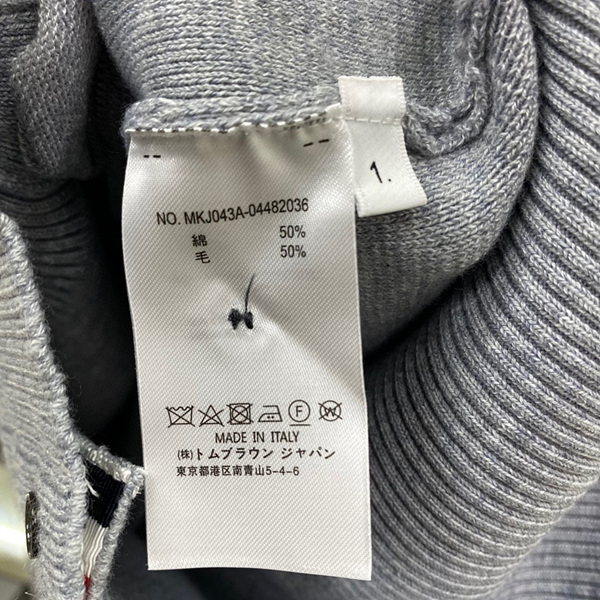 1.
NO. MKJ043A-04482036
綿 50%
毛 50%
F W
MADE IN ITALY
(株)トムブラウン ジャパン
東京都港区南青山5-4-6